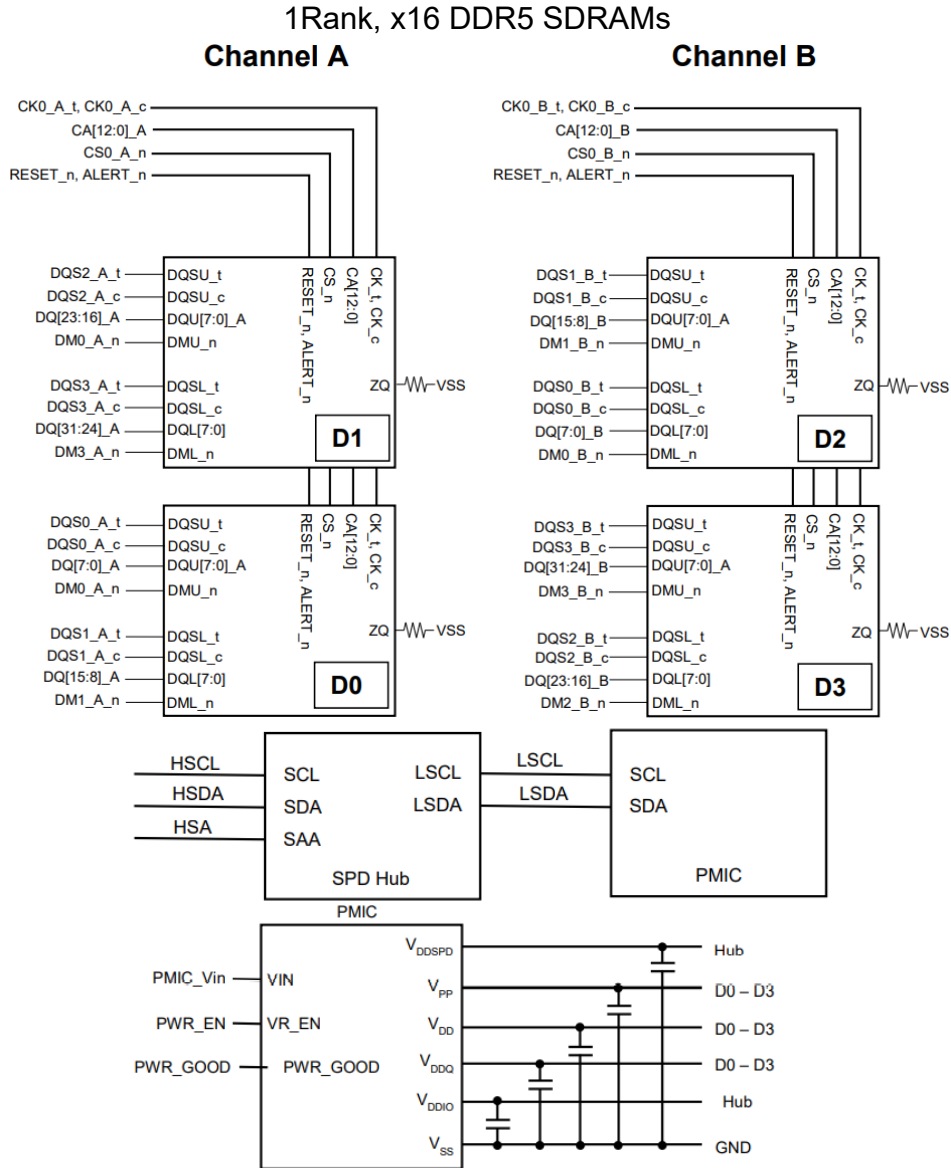 1Rank, x16 DDR5 SDRAMs
Channel A
CK0_A_t, CK0_A_c
CA[12:0]_A
CS0_A_n
RESET_n, ALERT_n
DQS2_A_t DQSU_t
DQS2_A_c DQSU_c
DQ[23:16]_A DQU[7:0]_A
DM0_A_n DMU_n
DQS3_A_t DQSL_t
DQS3_A_c DQSL_c
DQ[31:24]_A DQL[7:0]
DM3_A_n DML_n
RESET_n, ALERT_n
CS_n
CA[12:0]
CK_t, CK_c
ZQ VSS
D1
DQS0_A_t DQSU_t
DQS0_A_c DQSU_c
DQ[7:0]_A DQU[7:0]_A
DM0_A_n DMU_n
DQS1_A_t DQSL_t
DQS1_A_c DQSL_c
DQ[15:8]_A DQL[7:0]
DM1_A_n DML_n
RESET_n, ALERT_n
CS_n
CA[12:0]
CK_t, CK_c
ZQ VSS
D0
Channel B
CK0_B_t, CK0_B_c
CA[12:0]_B
CS0_B_n
RESET_n, ALERT_n
DQS1_B_t DQSU_t
DQS1_B_c DQSU_c
DQ[15:8]_B DQU[7:0]_A
DM1_B_n DMU_n
DQS0_B_t DQSL_t
DQS0_B_c DQSL_c
DQ[7:0]_B DQL[7:0]
DM0_B_n DML_n
RESET_n, ALERT_n
CS_n
CA[12:0]
CK_t, CK_c
ZQ VSS
D2
DQS3_B_t DQSU_t
DQS3_B_c DQSU_c
DQ[31:24]_B DQU[7:0]_A
DM3_B_n DMU_n
DQS2_B_t DQSL_t
DQS2_B_c DQSL_c
DQ[23:16]_B DQL[7:0]
DM2_B_n DML_n
RESET_n, ALERT_n
CS_n
CA[12:0]
CK_t, CK_c
ZQ VSS
D3
HSCL SCL LSCL LSCL SCL
HSDA SDA LSDA LSDA SDA
HSA SAA
SPD Hub PMIC
PMIC
VDDSPD Hub
PMIC_Vin VIN VPP D0 – D3
PWR_EN VR_EN VDD D0 – D3
PWR_GOOD PWR_GOOD VDDQ D0 – D3
VDDIO Hub
VSS GND